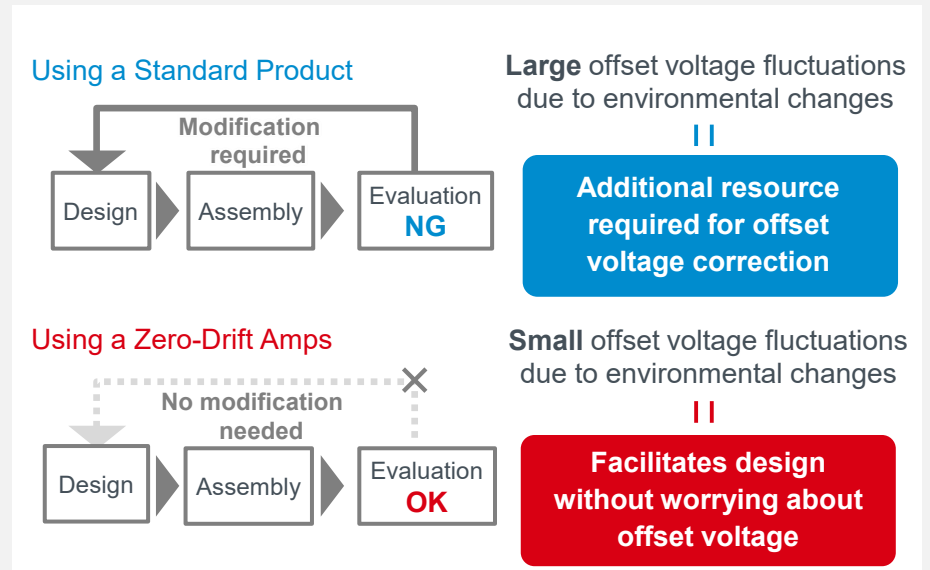 Using a Standard Product
Large offset voltage fluctuations
due to environmental changes
Modification
required
Design
Assembly
Evaluation
NG
Additional resource
required for offset
voltage correction
Using a Zero-Drift Amps
Small offset voltage fluctuations
due to environmental changes
No modification
needed
Design
Assembly
Evaluation
OK
Facilitates design
without worrying about
offset voltage